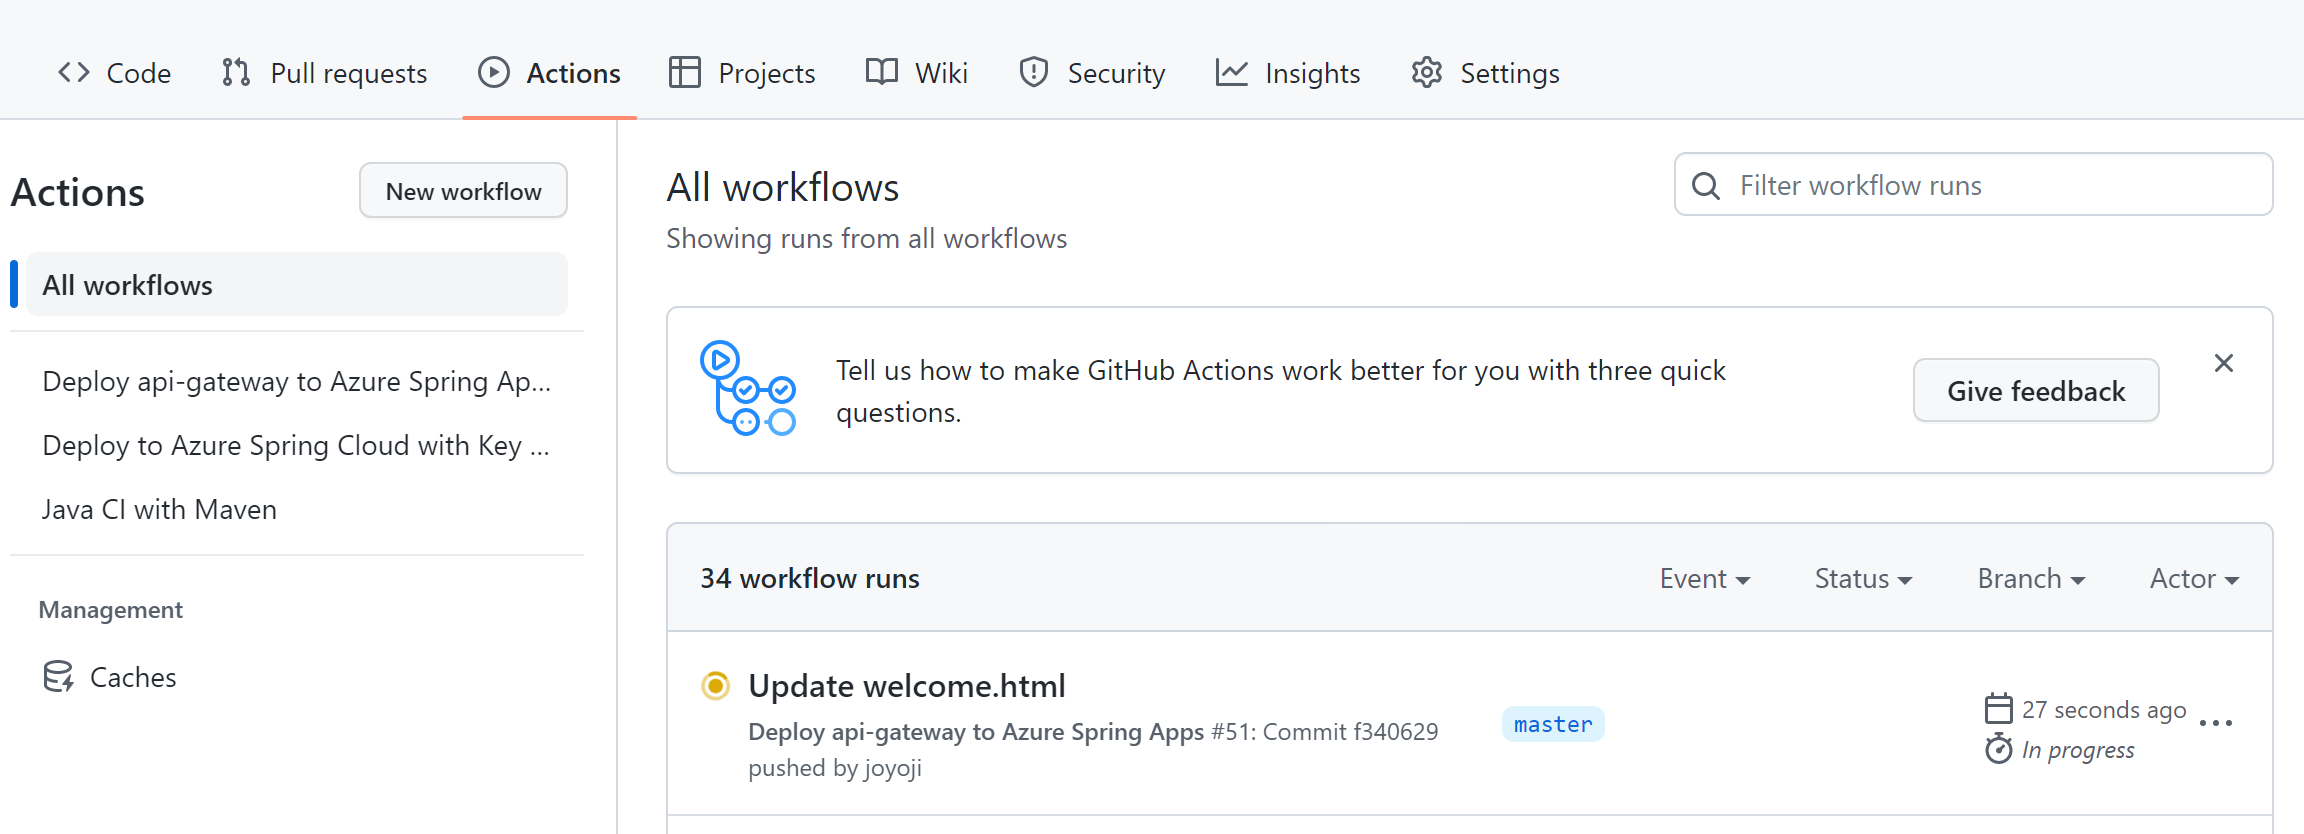 Code Pull requests Actions Projects Wiki Security Insights Settings
Actions
New workflow
All workflows
Deploy api-gateway to Azure Spring Ap...
Deploy to Azure Spring Cloud with Key ...
Java CI with Maven
Management
Caches
All workflows
Showing runs from all workflows
Filter workflow runs
Tell us how to make GitHub Actions work better for you with three quick
questions.
Give feedback
34 workflow runs
Event Status Branch Actor
Update welcome.html
Deploy api-gateway to Azure Spring Apps #51: Commit f340629
pushed by joyoji
master
27 seconds ago
In progress